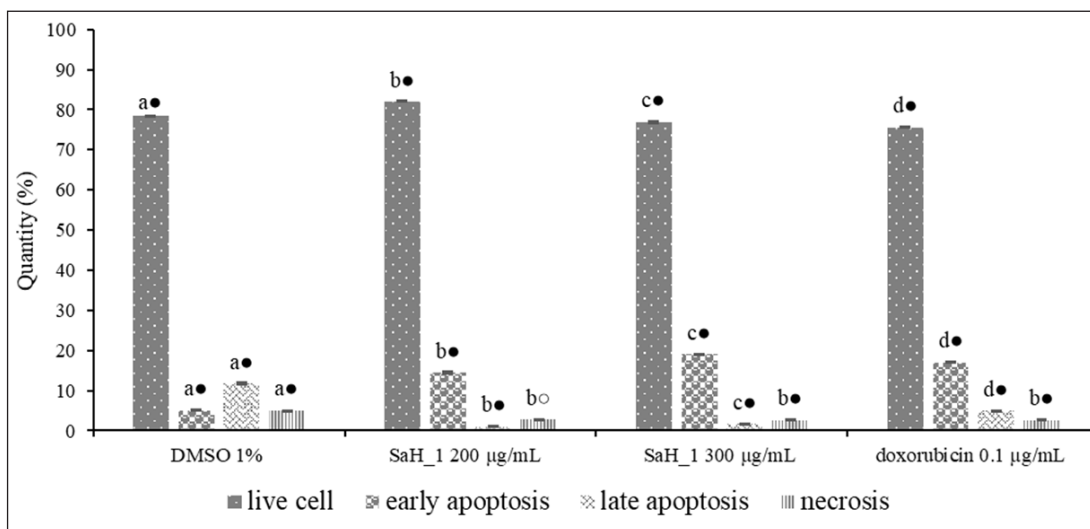 Quantity (%)
100
90
80
70
60
50
40
30
20
10
0
a● a● a● a●
b● b● b● b○
c● c● c● b●
d● d● d● b●
DMSO 1% SaH_1 200 µg/mL SaH_1 300 µg/mL doxorubicin 0.1 µg/mL
live cell early apoptosis late apoptosis necrosis